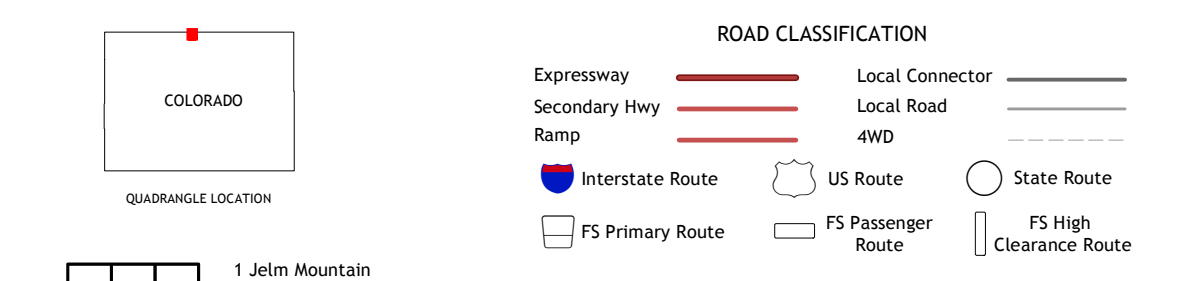 COLORADO
QUADRANGLE LOCATION
1 Jelm Mountain
ROAD CLASSIFICATION
Expressway
Local Connector
Secondary Hwy
Local Road
Ramp
4WD
Interstate Route
US Route
State Route
FS Primary Route
FS Passenger
Route
FS High
Clearance Route